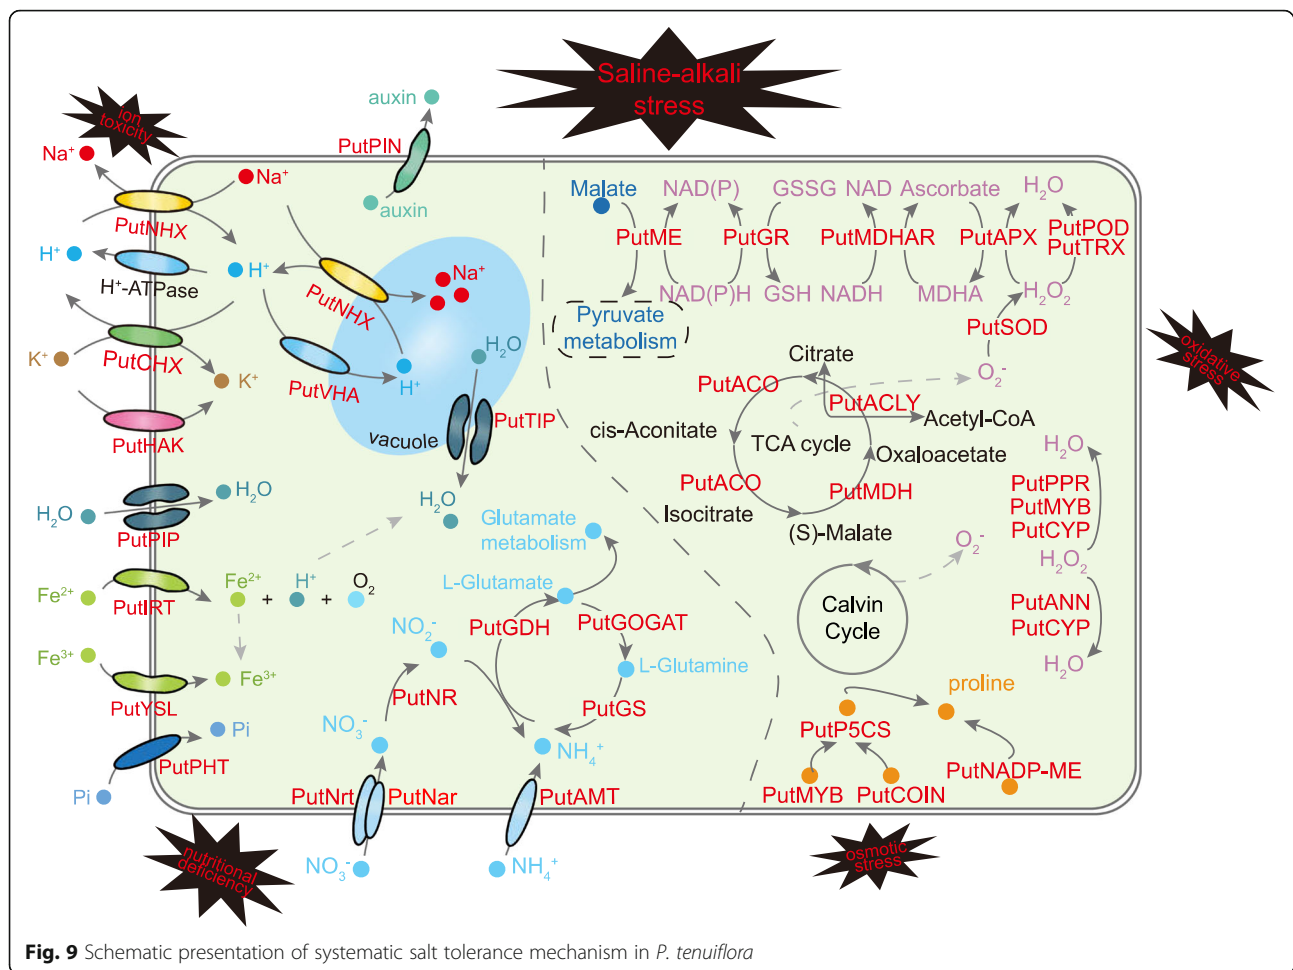 Saline-alkali
stress
ion
toxicity
auxin
PutPIN
auxin
Na⁺
Na⁺
PutNHX
H⁺
H⁺
H⁺-ATPase
PutNHX
Na⁺
H₂O
K⁺
PutCHX
K⁺
PutVHA
H⁺
PutHAK
vacuole
PutTIP
H₂O
H₂O
H₂O
PutPIP
Fe²⁺
PutIRT
Fe²⁺ + H⁺ + O₂
Fe³⁺
PutYSL
Fe³⁺
Pi
PutPHT
Pi
Glutamate
metabolism
L-Glutamate
PutGDH
PutGOGAT
NO₂⁻
L-Glutamine
PutNR
PutGS
NO₃⁻
NH₄⁺
PutNrt
PutNar
PutAMT
NO₃⁻
NH₄⁺
nutritional
deficiency
Malate
NAD(P)
GSSG
NAD
Ascorbate
H₂O
PutME
PutGR
PutMDHAR
PutAPX
PutPOD
PutTRX
NAD(P)H
GSH
NADH
MDHA
H₂O₂
Pyruvate
metabolism
PutSOD
Citrate
O₂⁻
PutACO
PutACLY
Acetyl-CoA
cis-Aconitate
TCA cycle
Oxaloacetate
PutACO
PutMDH
Isocitrate
(S)-Malate
oxidative
stress
H₂O
PutPPR
PutMYB
PutCYP
O₂⁻
H₂O₂
Calvin
Cycle
PutANN
PutCYP
H₂O
proline
PutP5CS
PutNADP-ME
PutMYB
PutCOIN
osmotic
stress
Fig. 9 Schematic presentation of systematic salt tolerance mechanism in P. tenuiflora